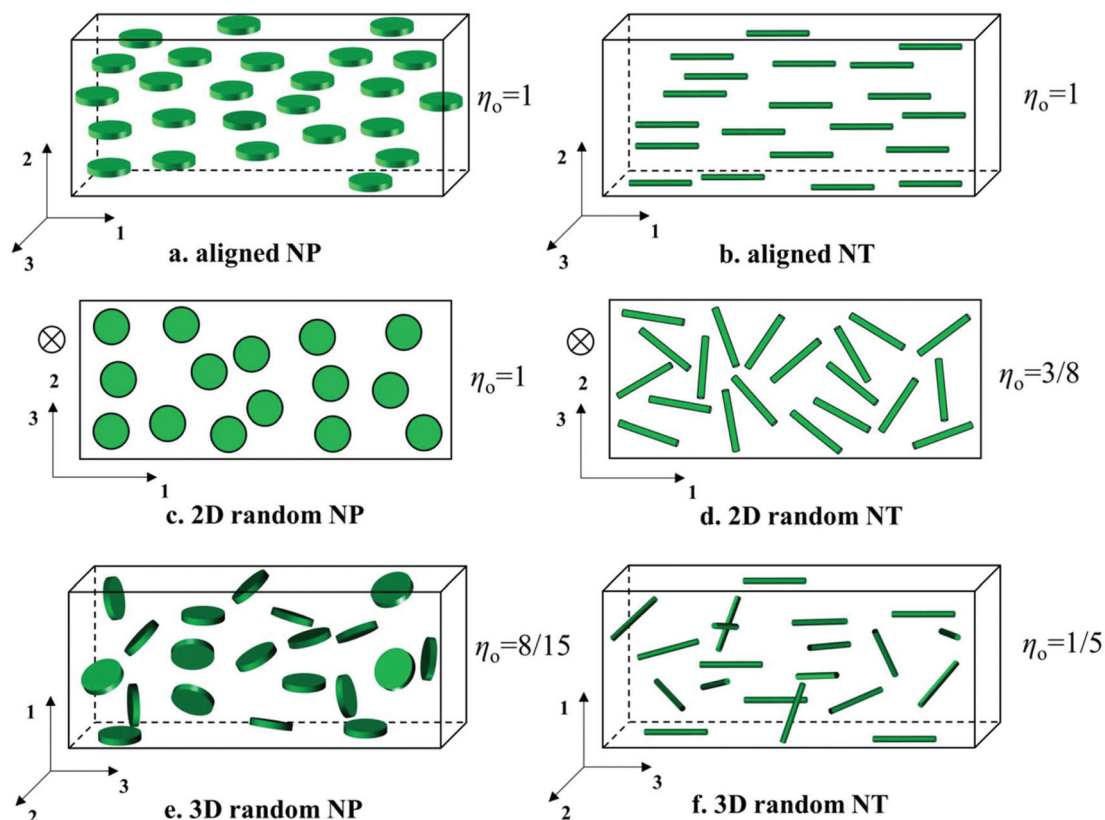 ηₒ=1
2
1
3
a. aligned NP
ηₒ=1
2
1
3
b. aligned NT
2
3
ηₒ=1
1
c. 2D random NP
2
3
ηₒ=3/8
1
d. 2D random NT
ηₒ=8/15
1
3
2
e. 3D random NP
ηₒ=1/5
1
3
2
f. 3D random NT